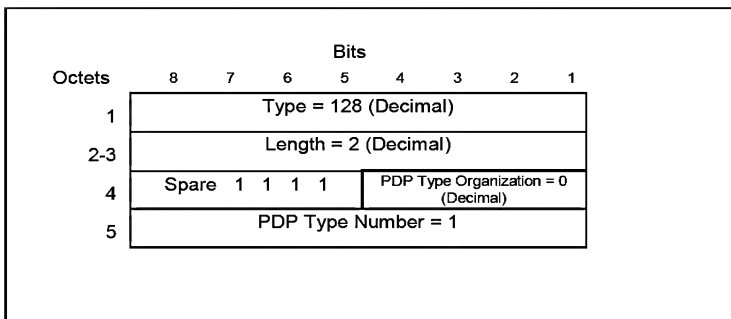 Bits
Octets 8 7 6 5 4 3 2 1
1 Type = 128 (Decimal)
2-3 Length = 2 (Decimal)
4 Spare 1 1 1 1 PDP Type Organization = 0
(Decimal)
5 PDP Type Number = 1